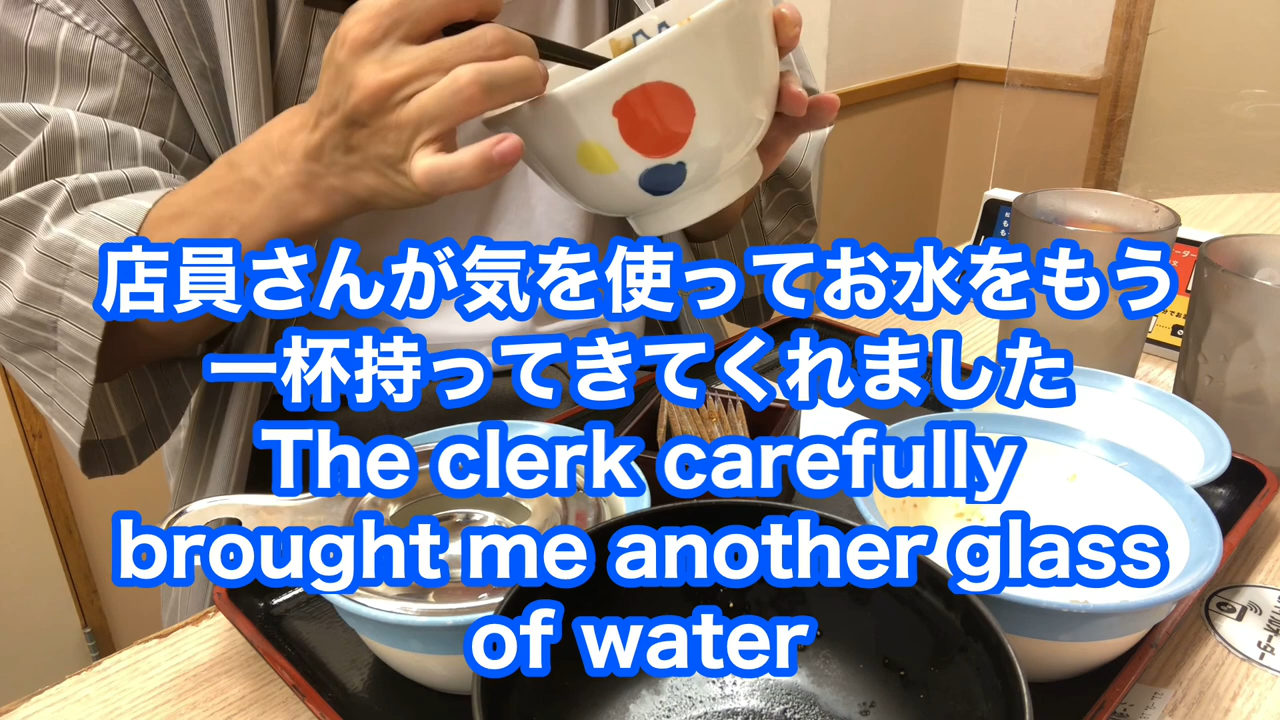 店員さんが気を使ってお水をもう
一杯持ってきてくれました
The clerk carefully
brought me another glass
of water